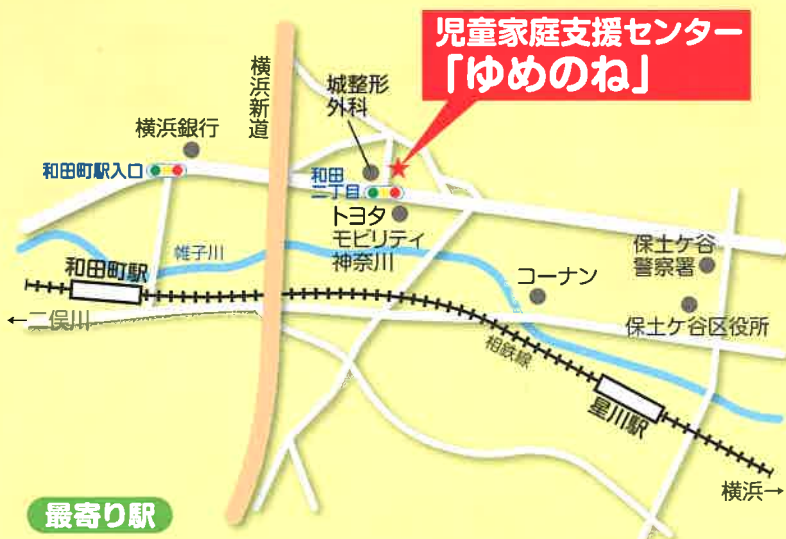 児童家庭支援センター
「ゆめのね」
横浜新道
城整形
外科
横浜銀行
和田町駅入口
和田
二丁目
トヨタ
モビリティ
神奈川
帷子川
和田町駅
保土ケ谷
警察署
コーナン
←二俣川
保土ケ谷区役所
相鉄線
星川駅
横浜→
最寄り駅